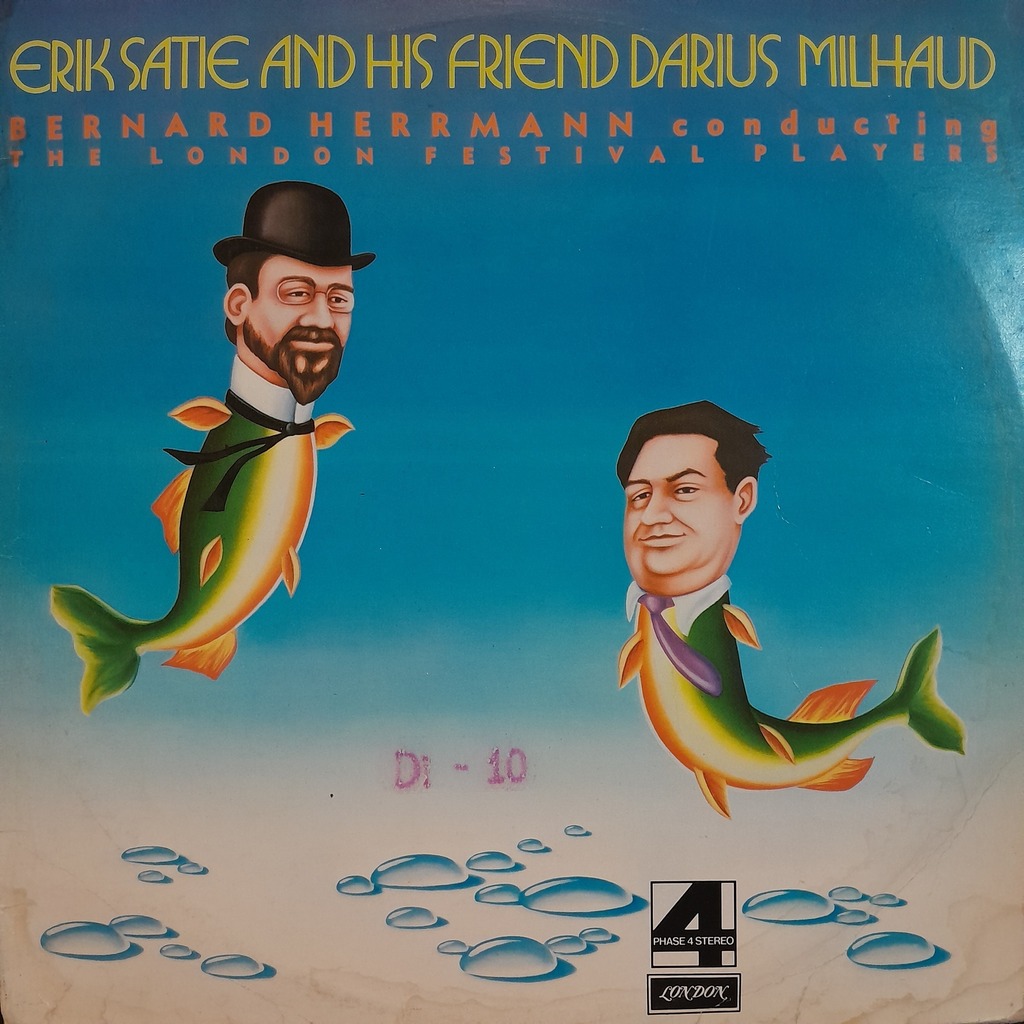 ERIK SATIE AND HIS FRIEND DARIUS MILHAUD
BERNARD HERRMANN conducting
THE LONDON FESTIVAL PLAYERS
Di - 10
4
PHASE 4 STEREO
LONDON